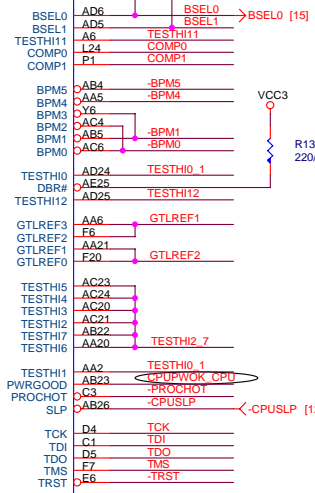 BSEL0 AD6 BSEL0 BSEL0 [15]
BSEL1 AD5 BSEL1
TESTHI11 A6 TESTHI11
COMP0 L24 COMP0
COMP1 P1 COMP1
BPM5 AB4 -BPM5
BPM4 AA5 -BPM4
VCC3
BPM3 Y6
BPM2 AC4
BPM1 AB5 -BPM1
BPM0 AC6 -BPM0
R13
220/
TESTHI0 AD24 TESTHI0_1
DBR# AE25
TESTHI12 AD25 TESTHI12
GTLREF3 AA6 GTLREF1
GTLREF2 F6
GTLREF1 AA21
GTLREF0 F20 GTLREF2
TESTHI5 AC23
TESTHI4 AC24
TESTHI3 AC20
TESTHI2 AC21
TESTHI7 AB22
TESTHI6 AA20 TESTHI2_7
TESTHI1 AA2 TESTHI0_1
PWRGOOD AB23 CPUPWOK_CPU
PROCHOT C3 -PROCHOT
SLP AB26 -CPUSLP -CPUSLP [1
TCK D4 TCK
TDI C1 TDI
TDO D5 TDO
TMS F7 TMS
TRST E6 -TRST